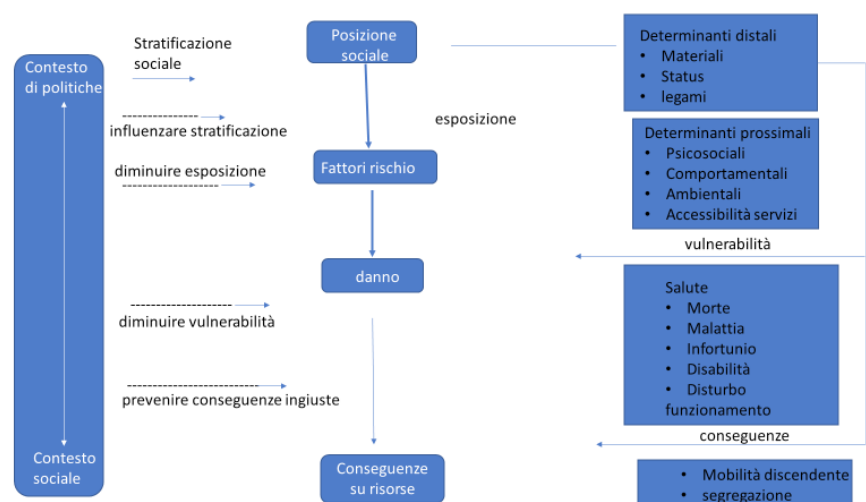 Contesto
di politiche
Contesto
sociale
Stratificazione
sociale
influenzare stratificazione
diminuire esposizione
diminuire vulnerabilità
prevenire conseguenze ingiuste
Posizione
sociale
Fattori rischio
danno
Conseguenze
su risorse
esposizione
Determinanti distali
• Materiali
• Status
• legami
Determinanti prossimali
• Psicosociali
• Comportamentali
• Ambientali
• Accessibilità servizi
vulnerabilità
Salute
• Morte
• Malattia
• Infortunio
• Disabilità
• Disturbo
funzionamento
conseguenze
• Mobilità discendente
• segregazione